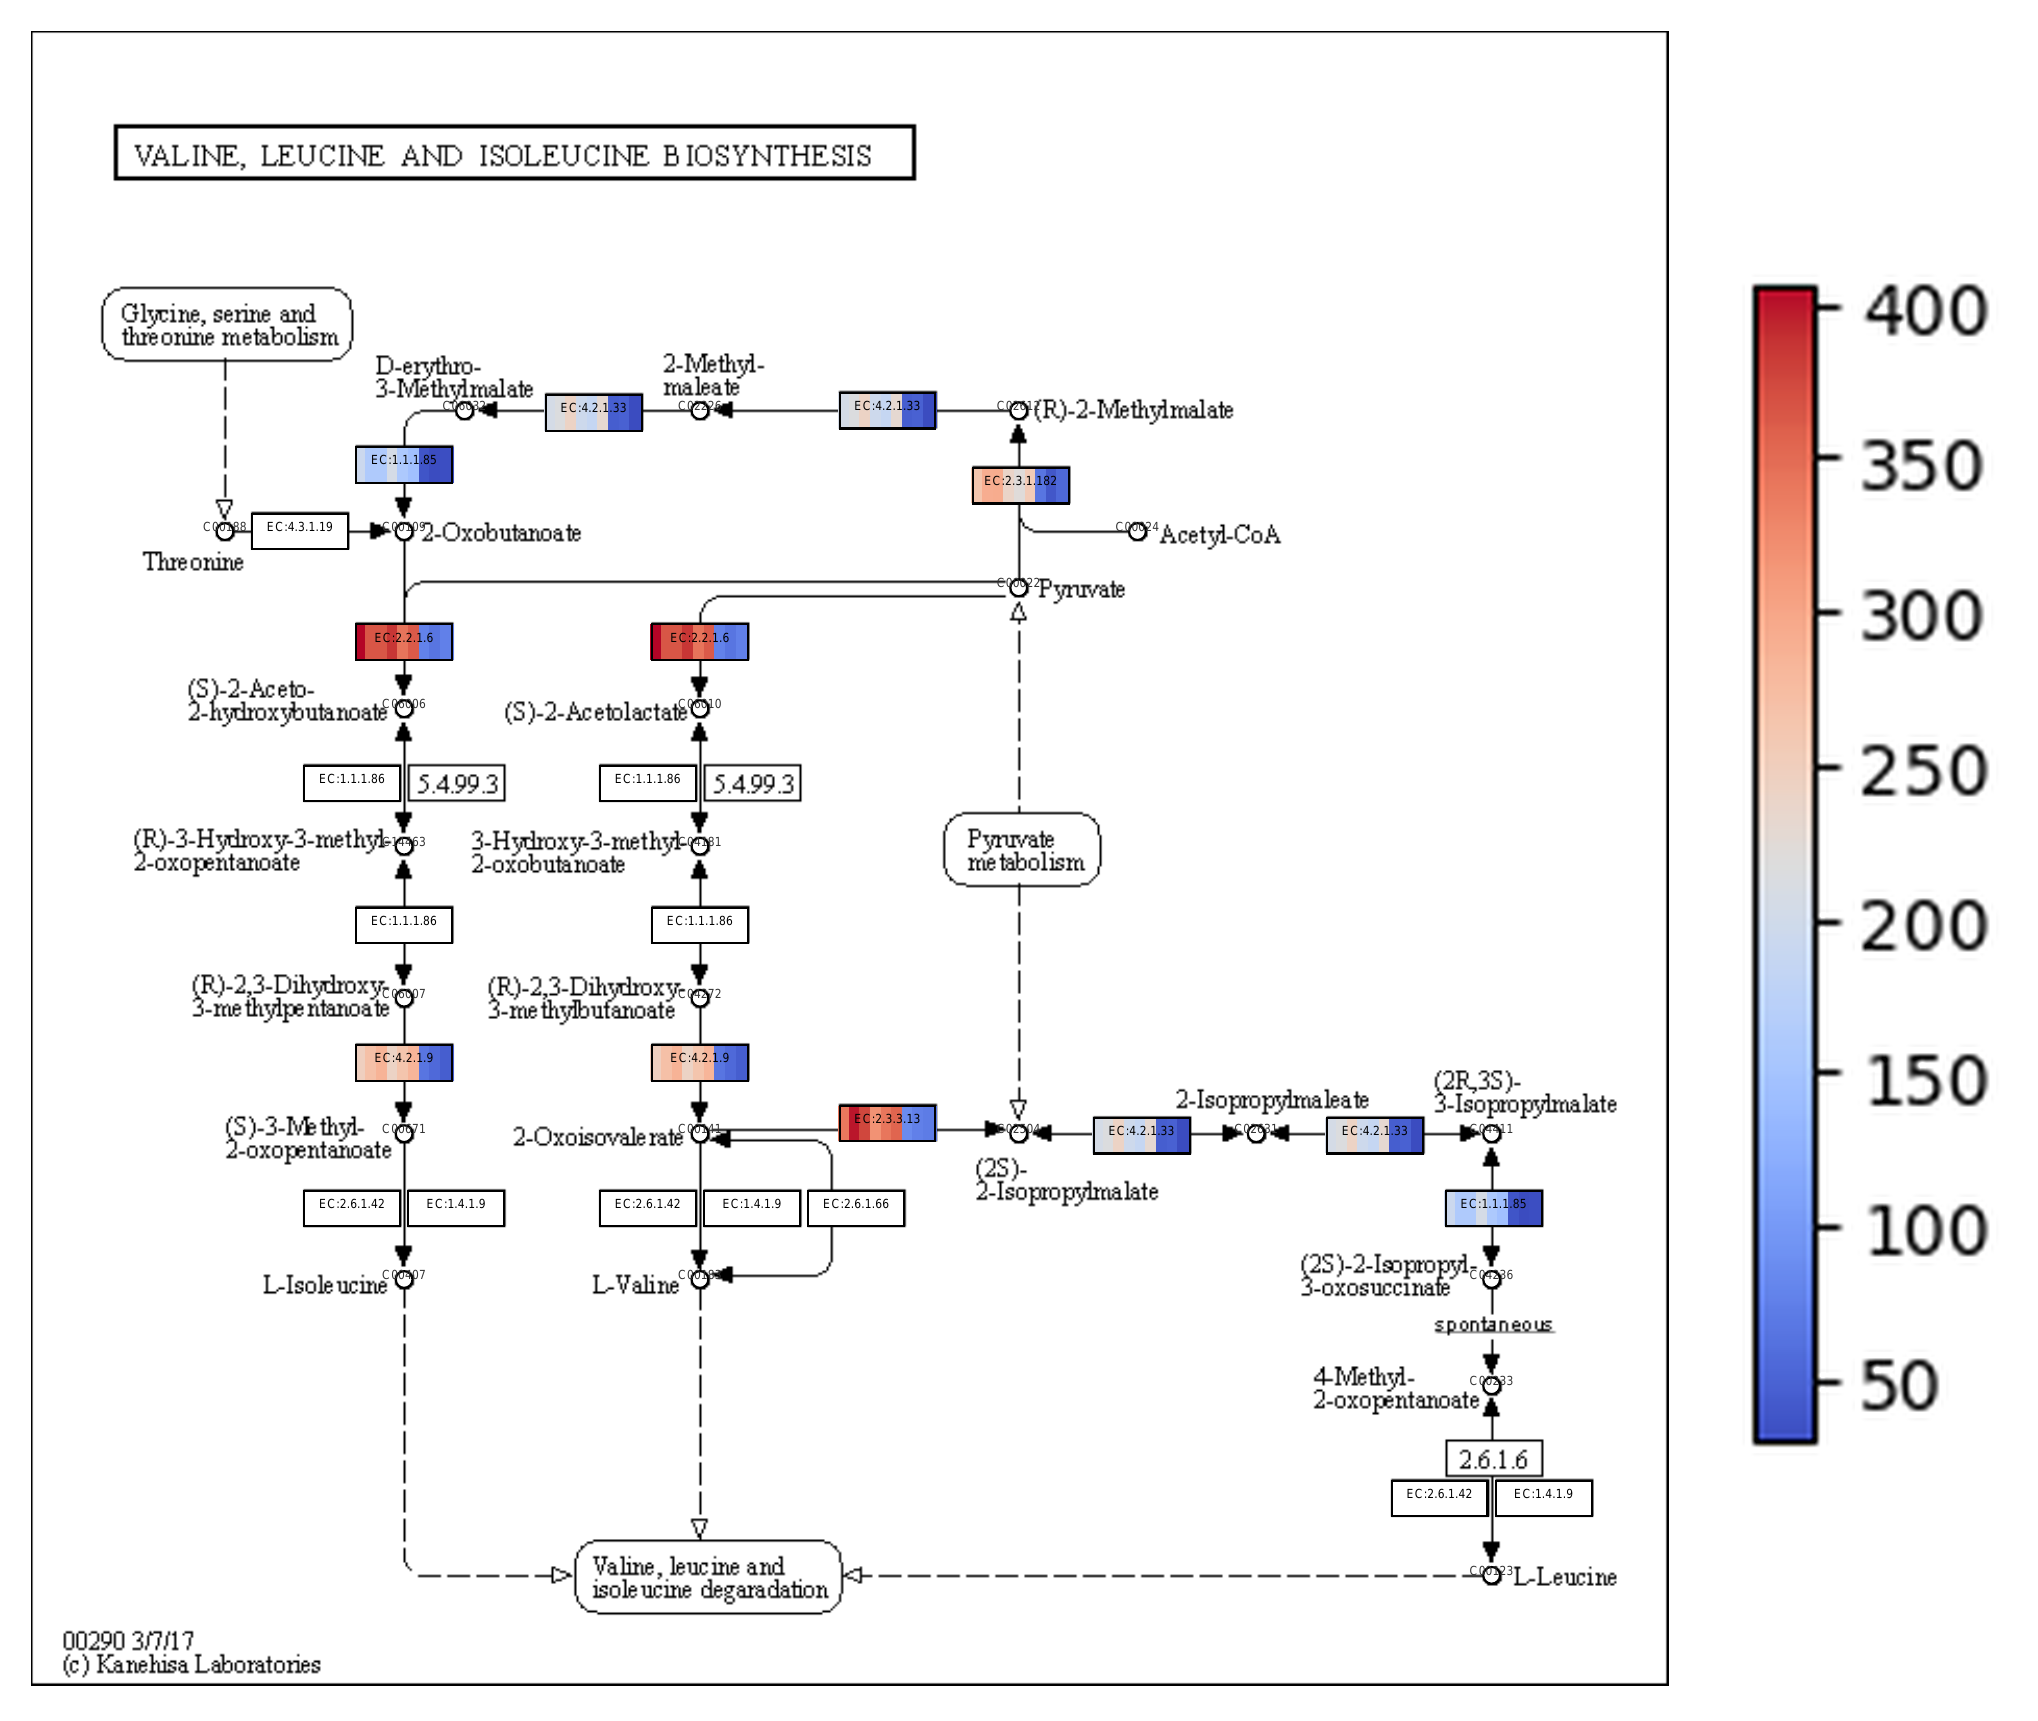 VALINE, LEUCINE AND ISOLEUCINE BIOSYNTHESIS
400
350
300
250
200
150
100
50
Glycine, serine and
threonine metabolism
D-erythro-
3-Methylmalate
2-Methyl-
maleate
EC:4.2.1.33
C02226
EC:4.2.1.33
(R)-2-Methylmalate
EC:1.1.1.85
EC:2.3.1.182
C00188
EC:4.3.1.19
C00109
2-Oxobutanoate
C00024
Acetyl-CoA
Threonine
C00022
Pyruvate
EC:2.2.1.6
EC:2.2.1.6
(S)-2-Aceto-
2-hydroxybutanoate
C06006
(S)-2-Acetolactate
C06010
EC:1.1.1.86
5.4.99.3
EC:1.1.1.86
5.4.99.3
(R)-3-Hydroxy-3-methyl-
2-oxopentanoate
C14463
3-Hydroxy-3-methyl-
2-oxobutanoate
C04181
Pyruvate
metabolism
EC:1.1.1.86
EC:1.1.1.86
(R)-2,3-Dihydroxy-
3-methylpentanoate
C06007
(R)-2,3-Dihydroxy-
3-methylbutanoate
C04272
EC:4.2.1.9
EC:4.2.1.9
(S)-3-Methyl-
2-oxopentanoate
C00671
2-Oxoisovalerate
C00141
EC:2.3.3.13
C02504
(2S)-
2-Isopropylmalate
EC:4.2.1.33
2-Isopropylmaleate
C02631
EC:4.2.1.33
(2R,3S)-
3-Isopropylmalate
C04411
EC:2.6.1.42
EC:1.4.1.9
EC:2.6.1.42
EC:1.4.1.9
EC:2.6.1.66
EC:1.1.1.85
L-Isoleucine
C00407
L-Valine
C00183
(2S)-2-Isopropyl-
3-oxosuccinate
C04236
spontaneous
4-Methyl-
2-oxopentanoate
C00233
2.6.1.6
EC:2.6.1.42
EC:1.4.1.9
Valine, leucine and
isoleucine degaradation
C00123
L-Leucine
00290 3/7/17
(c) Kanehisa Laboratories